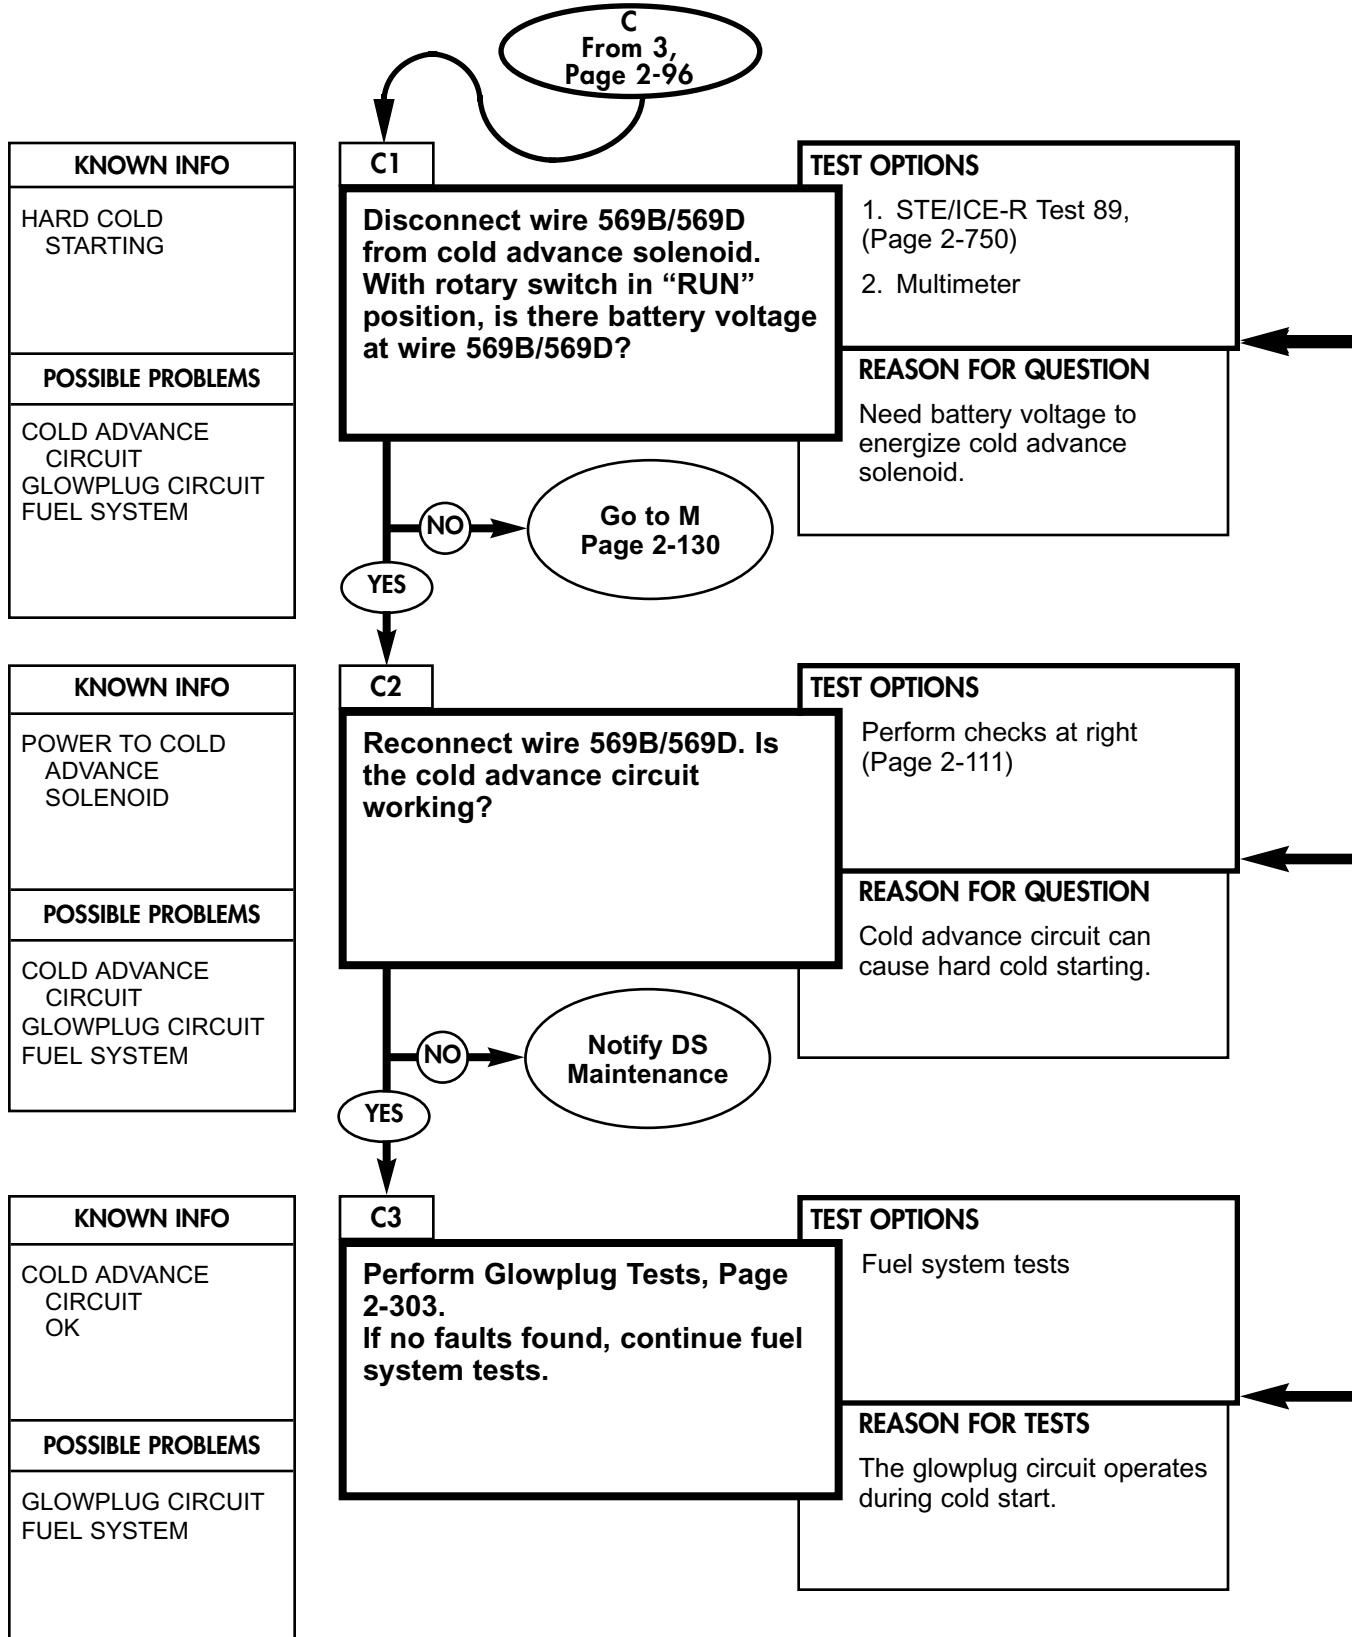 C
From 3,
Page 2-96
KNOWN INFO
HARD COLD
STARTING
POSSIBLE PROBLEMS
COLD ADVANCE
CIRCUIT
GLOWPLUG CIRCUIT
FUEL SYSTEM
C1
Disconnect wire 569B/569D
from cold advance solenoid.
With rotary switch in “RUN”
position, is there battery voltage
at wire 569B/569D?
TEST OPTIONS
1. STE/ICE-R Test 89,
(Page 2-750)
2. Multimeter
REASON FOR QUESTION
Need battery voltage to
energize cold advance
solenoid.
NO
Go to M
Page 2-130
YES
KNOWN INFO
POWER TO COLD
ADVANCE
SOLENOID
POSSIBLE PROBLEMS
COLD ADVANCE
CIRCUIT
GLOWPLUG CIRCUIT
FUEL SYSTEM
C2
Reconnect wire 569B/569D. Is
the cold advance circuit
working?
TEST OPTIONS
Perform checks at right
(Page 2-111)
REASON FOR QUESTION
Cold advance circuit can
cause hard cold starting.
NO
Notify DS
Maintenance
YES
KNOWN INFO
COLD ADVANCE
CIRCUIT
OK
POSSIBLE PROBLEMS
GLOWPLUG CIRCUIT
FUEL SYSTEM
C3
Perform Glowplug Tests, Page
2-303.
If no faults found, continue fuel
system tests.
TEST OPTIONS
Fuel system tests
REASON FOR TESTS
The glowplug circuit operates
during cold start.